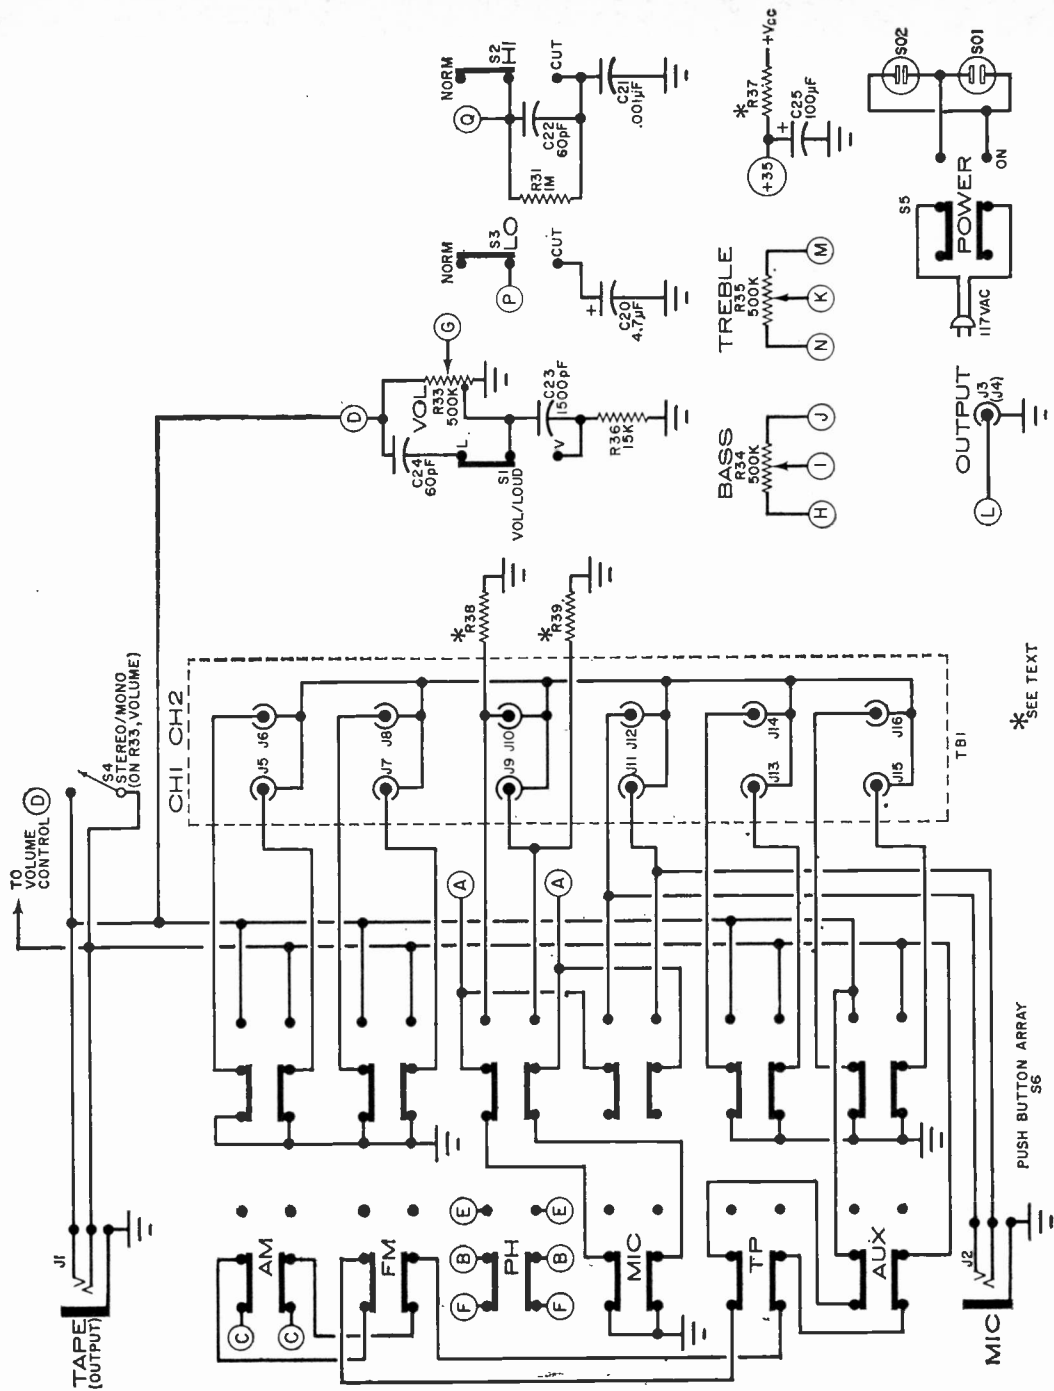 TAPE
(OUTPUT)
J1
TO
VOLUME
CONTROL
D
S4
STEREO/MONO
(ON R33, VOLUME)
CH1 CH2
J5 J6
J7 J8
J9 J10
J11 J12
J13 J14
J15 J16
TB1
*
R38
*
R39
A
A
AM
C
C
FM
PH
F
B
E
F
B
E
MIC
TP
AUX
J2
MIC
PUSH BUTTON ARRAY
S6
*SEE TEXT
D
C24
60pF
VOL
R33
500K
G
L
S1
VOL/LOUD
V
C23
1500pF
R36
15K
NORM
S3
LO
P
CUT
+
C20
4.7µF
NORM
S2
HI
Q
CUT
C22
60pF
R31
1M
C21
.001µF
BASS
R34
500K
H
I
J
TREBLE
R35
500K
N
K
M
+35
*
R37
+Vcc
+
C25
100µF
OUTPUT
L
J3
(J4)
117VAC
S5
POWER
ON
SO2
SO1